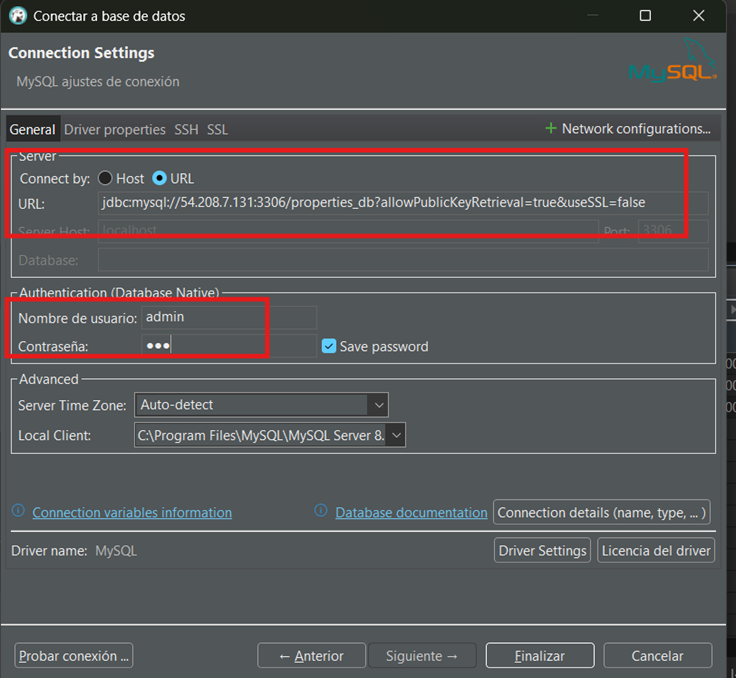 Conectar a base de datos
Connection Settings
MySQL ajustes de conexión
MySQL
General Driver properties SSH SSL + Network configurations...
Server
Connect by: Host URL
URL: jdbc:mysql://54.208.7.131:3306/properties_db?allowPublicKeyRetrieval=true&useSSL=false
Server Host: localhost Port: 3306
Database:
Authentication (Database Native)
Nombre de usuario: admin
Contraseña: ●●● Save password
Advanced
Server Time Zone: Auto-detect
Local Client: C:\Program Files\MySQL\MySQL Server 8.
Connection variables information Database documentation Connection details (name, type, ... )
Driver name: MySQL Driver Settings Licencia del driver
Probar conexión ... ← Anterior Siguiente → Finalizar Cancelar